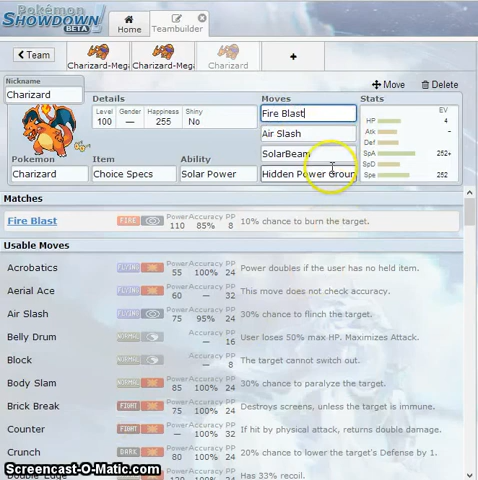 Pokémon
SHOWDOWN!
BETA
Home
Teambuilder
< Team
Charizard-Mega
Charizard-Mega
Charizard
+
Move
Delete
Nickname
Charizard
Details
Level Gender Happiness Shiny
100 — 255 No
Moves
Fire Blast
Air Slash
SolarBeam
Hidden Power Groun
Stats
EV
HP 4
Atk -
Def -
SpA 252+
SpD -
Spe 252
Pokemon
Charizard
Item
Choice Specs
Ability
Solar Power
Matches
Fire Blast FIRE Power 110 Accuracy 85% PP 8 10% chance to burn the target.
Usable Moves
Acrobatics FLYING Power 55 Accuracy 100% PP 24 Power doubles if the user has no held item.
Aerial Ace FLYING Power 60 Accuracy — PP 32 This move does not check accuracy.
Air Slash FLYING Power 75 Accuracy 95% PP 24 30% chance to flinch the target.
Belly Drum NORMAL Accuracy — PP 16 User loses 50% max HP. Maximizes Attack.
Block NORMAL Accuracy — PP 8 The target cannot switch out.
Body Slam NORMAL Power 85 Accuracy 100% PP 24 30% chance to paralyze the target.
Brick Break FIGHT Power 75 Accuracy 100% PP 24 Destroys screens, unless the target is immune.
Counter FIGHT Power — Accuracy 100% PP 32 If hit by physical attack, returns double damage.
Crunch DARK Power 80 Accuracy 100% PP 24 20% chance to lower the target's Defense by 1.
Double-Edge Power Accuracy PP Has 33% recoil.
Screencast-O-Matic.com